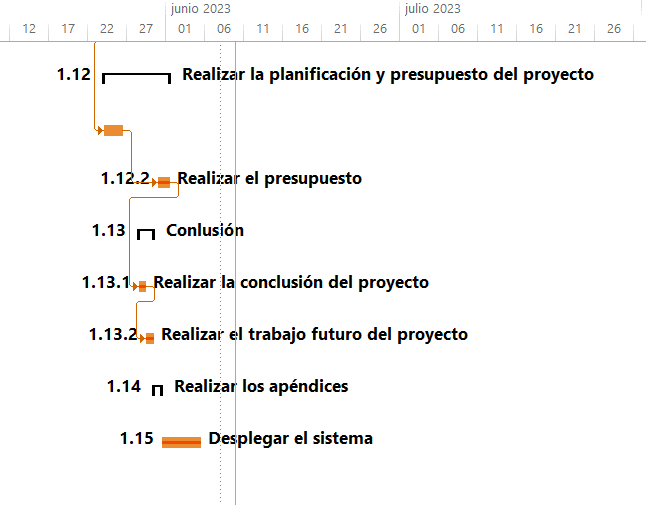 junio 2023 julio 2023
12 17 22 27 01 06 11 16 21 26 01 06 11 16 21 26
1.12 Realizar la planificación y presupuesto del proyecto
1.12.2 Realizar el presupuesto
1.13 Conlusión
1.13.1 Realizar la conclusión del proyecto
1.13.2 Realizar el trabajo futuro del proyecto
1.14 Realizar los apéndices
1.15 Desplegar el sistema